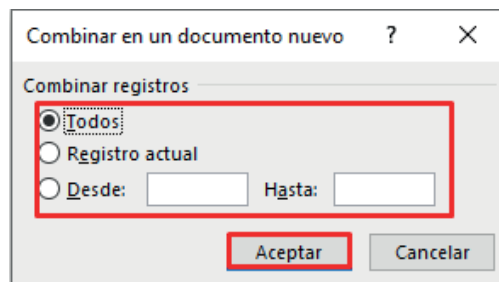 Combinar en un documento nuevo ?
Combinar registros
Todos
Registro actual
Desde: Hasta:
Aceptar Cancelar